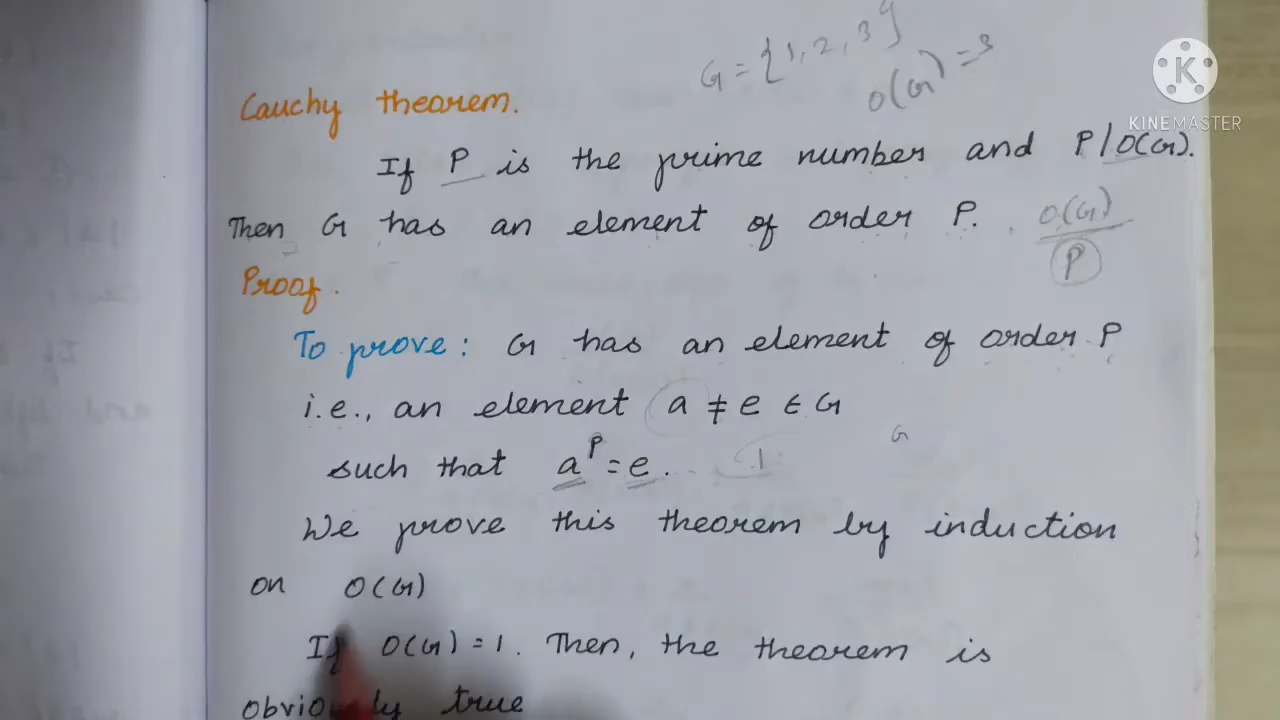 G = {1, 2, 3}
O(G) = 3
KINEMASTER
Cauchy theorem.
If P is the prime number and P/O(G).
Then G has an element of order P.
O(G)/P
Proof.
To prove: G has an element of order P
i.e., an element a ≠ e ∈ G
G
such that a^P = e. 1
We prove this theorem by induction
on O(G)
If O(G) = 1. Then, the theorem is
obviously true